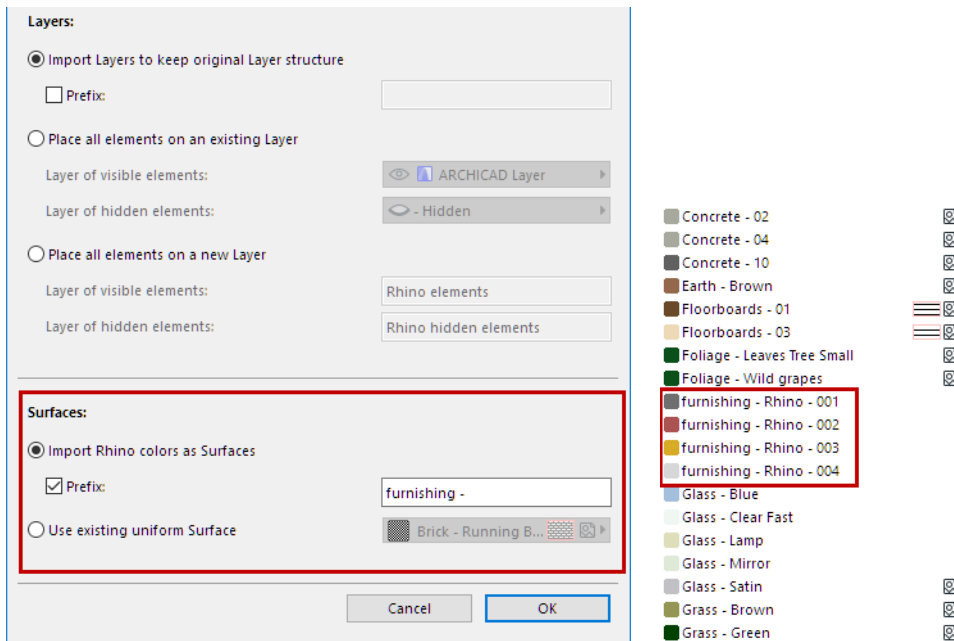 Layers:
Import Layers to keep original Layer structure
Prefix:
Place all elements on an existing Layer
Layer of visible elements: ARCHICAD Layer
Layer of hidden elements: - Hidden
Place all elements on a new Layer
Layer of visible elements: Rhino elements
Layer of hidden elements: Rhino hidden elements
Surfaces:
Import Rhino colors as Surfaces
Prefix: furnishing -
Use existing uniform Surface Brick - Running B...
Cancel OK
Concrete - 02
Concrete - 04
Concrete - 10
Earth - Brown
Floorboards - 01
Floorboards - 03
Foliage - Leaves Tree Small
Foliage - Wild grapes
furnishing - Rhino - 001
furnishing - Rhino - 002
furnishing - Rhino - 003
furnishing - Rhino - 004
Glass - Blue
Glass - Clear Fast
Glass - Lamp
Glass - Mirror
Glass - Satin
Grass - Brown
Grass - Green